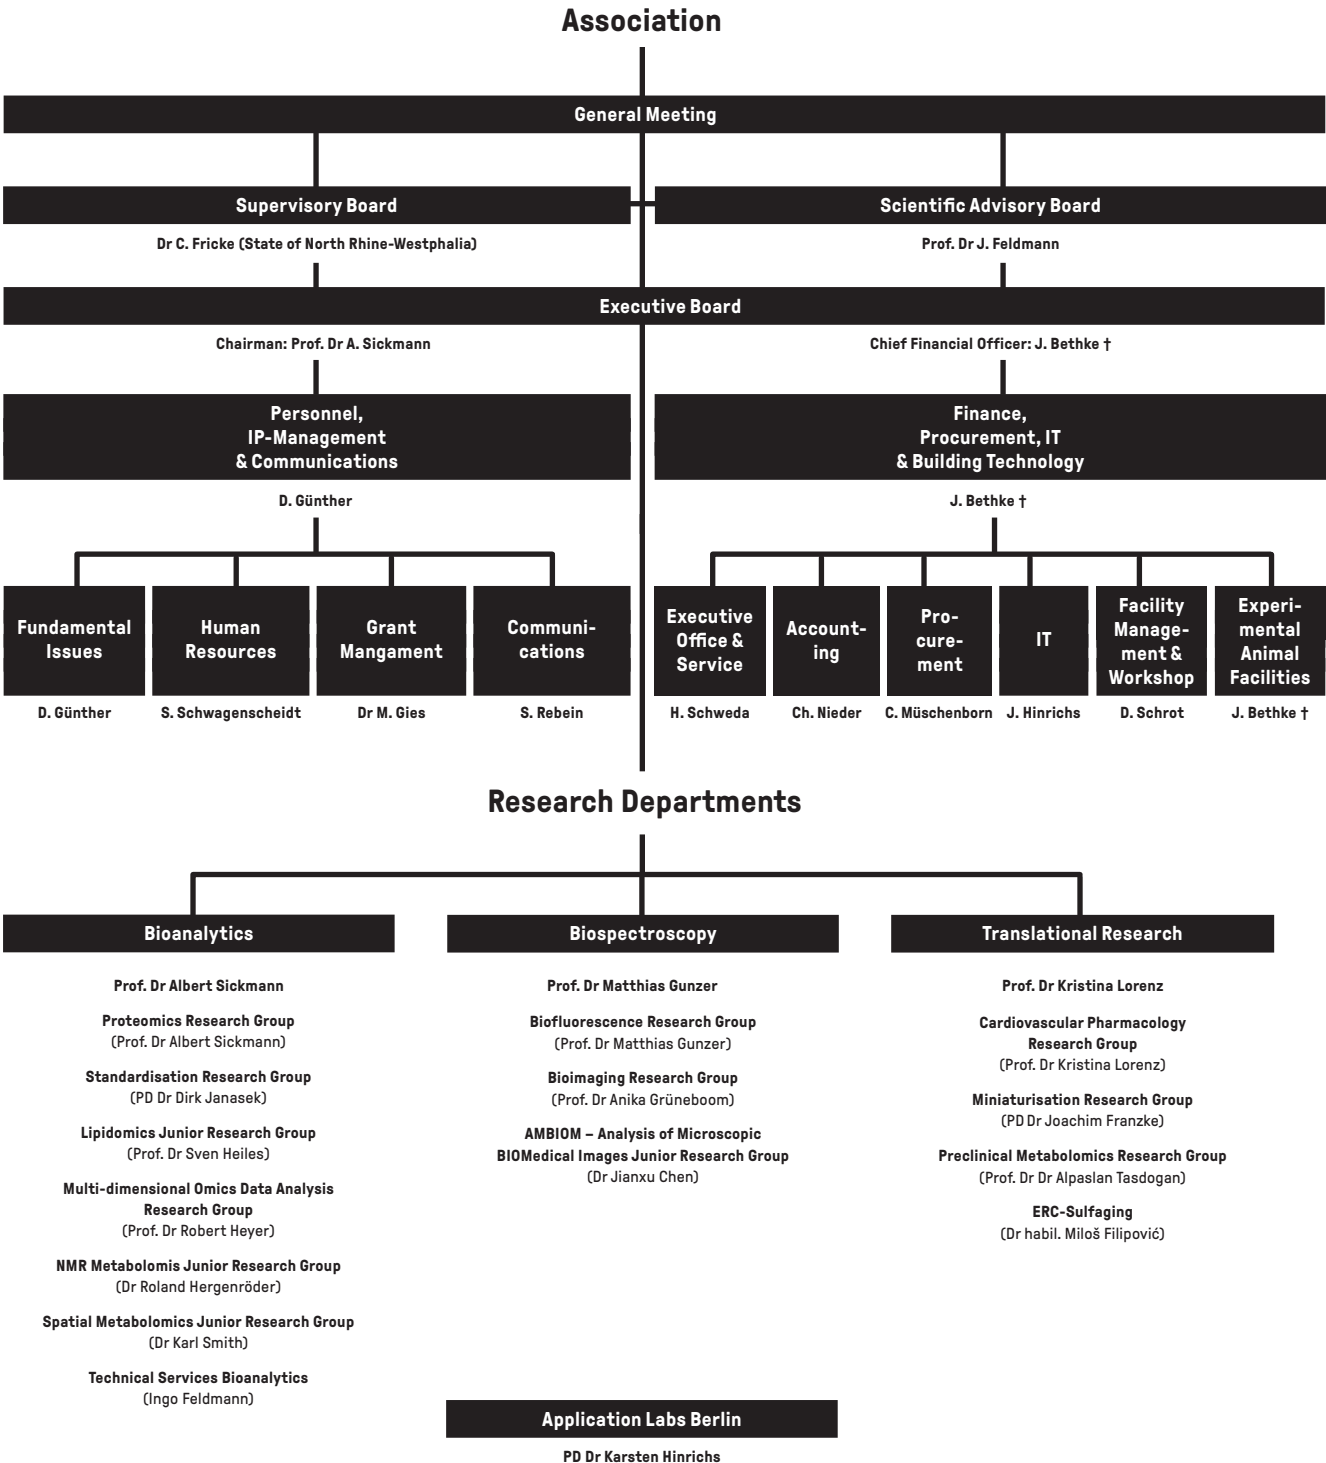 Association
General Meeting
Supervisory Board
Dr C. Fricke (State of North Rhine-Westphalia)
Scientific Advisory Board
Prof. Dr J. Feldmann
Executive Board
Chairman: Prof. Dr A. Sickmann
Chief Financial Officer: J. Bethke †
Personnel,
IP-Management
& Communications
D. Günther
Finance,
Procurement, IT
& Building Technology
J. Bethke †
Fundamental
Issues
D. Günther
Human
Resources
S. Schwagenscheidt
Grant
Mangament
Dr M. Gies
Communi-
cations
S. Rebein
Executive
Office &
Service
H. Schweda
Account-
ing
Ch. Nieder
Pro-
cure-
ment
C. Müschenborn
IT
J. Hinrichs
Facility
Manage-
ment &
Workshop
D. Schrot
Experi-
mental
Animal
Facilities
J. Bethke †
Research Departments
Bioanalytics
Prof. Dr Albert Sickmann
Proteomics Research Group
(Prof. Dr Albert Sickmann)
Standardisation Research Group
(PD Dr Dirk Janasek)
Lipidomics Junior Research Group
(Prof. Dr Sven Heiles)
Multi-dimensional Omics Data Analysis
Research Group
(Prof. Dr Robert Heyer)
NMR Metabolomis Junior Research Group
(Dr Roland Hergenröder)
Spatial Metabolomics Junior Research Group
(Dr Karl Smith)
Technical Services Bioanalytics
(Ingo Feldmann)
Biospectroscopy
Prof. Dr Matthias Gunzer
Biofluorescence Research Group
(Prof. Dr Matthias Gunzer)
Bioimaging Research Group
(Prof. Dr Anika Grüneboom)
AMBIOM – Analysis of Microscopic
BIOMedical Images Junior Research Group
(Dr Jianxu Chen)
Translational Research
Prof. Dr Kristina Lorenz
Cardiovascular Pharmacology
Research Group
(Prof. Dr Kristina Lorenz)
Miniaturisation Research Group
(PD Dr Joachim Franzke)
Preclinical Metabolomics Research Group
(Prof. Dr Dr Alpaslan Tasdogan)
ERC-Sulfaging
(Dr habil. Miloš Filipović)
Application Labs Berlin
PD Dr Karsten Hinrichs